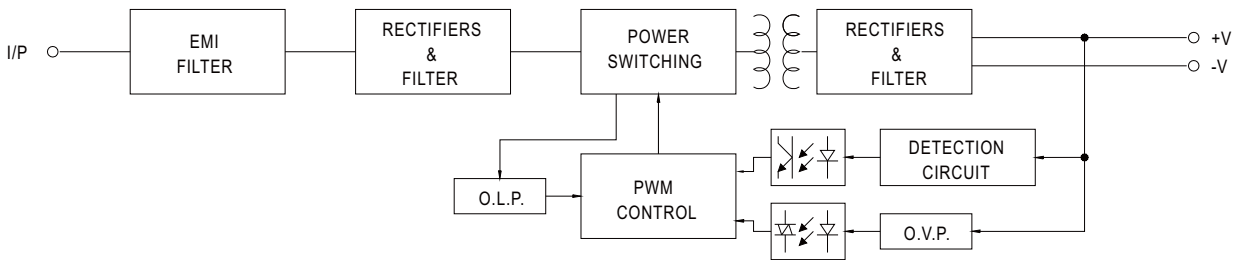 I/P
EMI
FILTER
RECTIFIERS
&
FILTER
POWER
SWITCHING
RECTIFIERS
&
FILTER
+V
-V
O.L.P.
PWM
CONTROL
DETECTION
CIRCUIT
O.V.P.